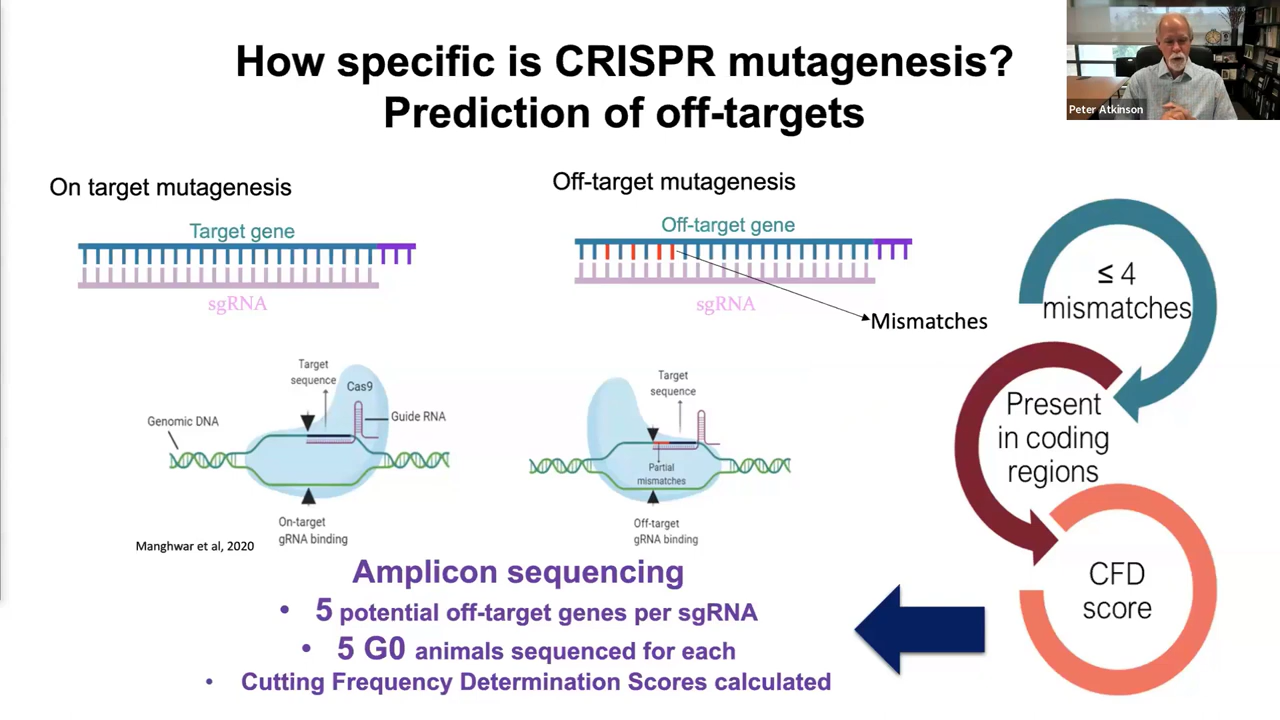 How specific is CRISPR mutagenesis?
Prediction of off-targets
Peter Atkinson
On target mutagenesis
Target gene
sgRNA
Off-target mutagenesis
Off-target gene
sgRNA
Mismatches
Target
sequence
Cas9
Guide RNA
Genomic DNA
On-target
gRNA binding
Manghwar et al, 2020
Target
sequence
Partial
mismatches
Off-target
gRNA binding
≤ 4
mismatches
Present
in coding
regions
CFD
score
Amplicon sequencing
• 5 potential off-target genes per sgRNA
• 5 G0 animals sequenced for each
• Cutting Frequency Determination Scores calculated